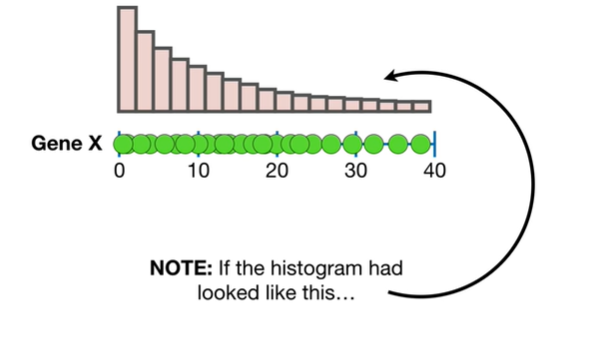 Gene X
0 10 20 30 40
NOTE: If the histogram had
looked like this...